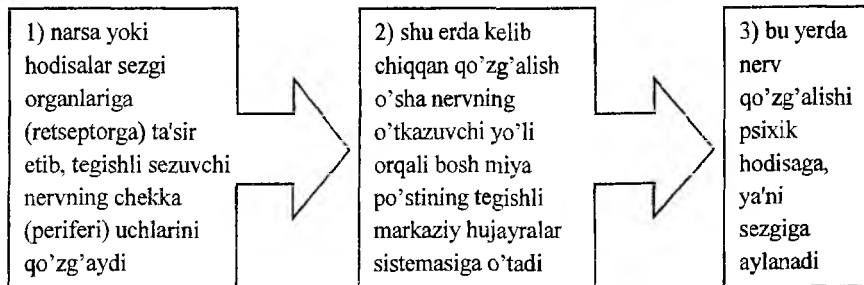 1) narsa yoki
hodisalar sezgi
organlariga
(retseptorga) ta'sir
etib, tegishli sezuvchi
nervning chekka
(periferi) uchlarini
qo’zg’aydi
2) shu erda kelib
chiqqan qo’zg’alish
o’sha nervning
o’tkazuvchi yo’li
orqali bosh miya
po’stining tegishli
markaziy hujayralar
sistemasiga o’tadi
3) bu yerda
nerv
qo’zg’alishi
psixik
hodisaga,
ya'ni
sezgiga
aylanadi